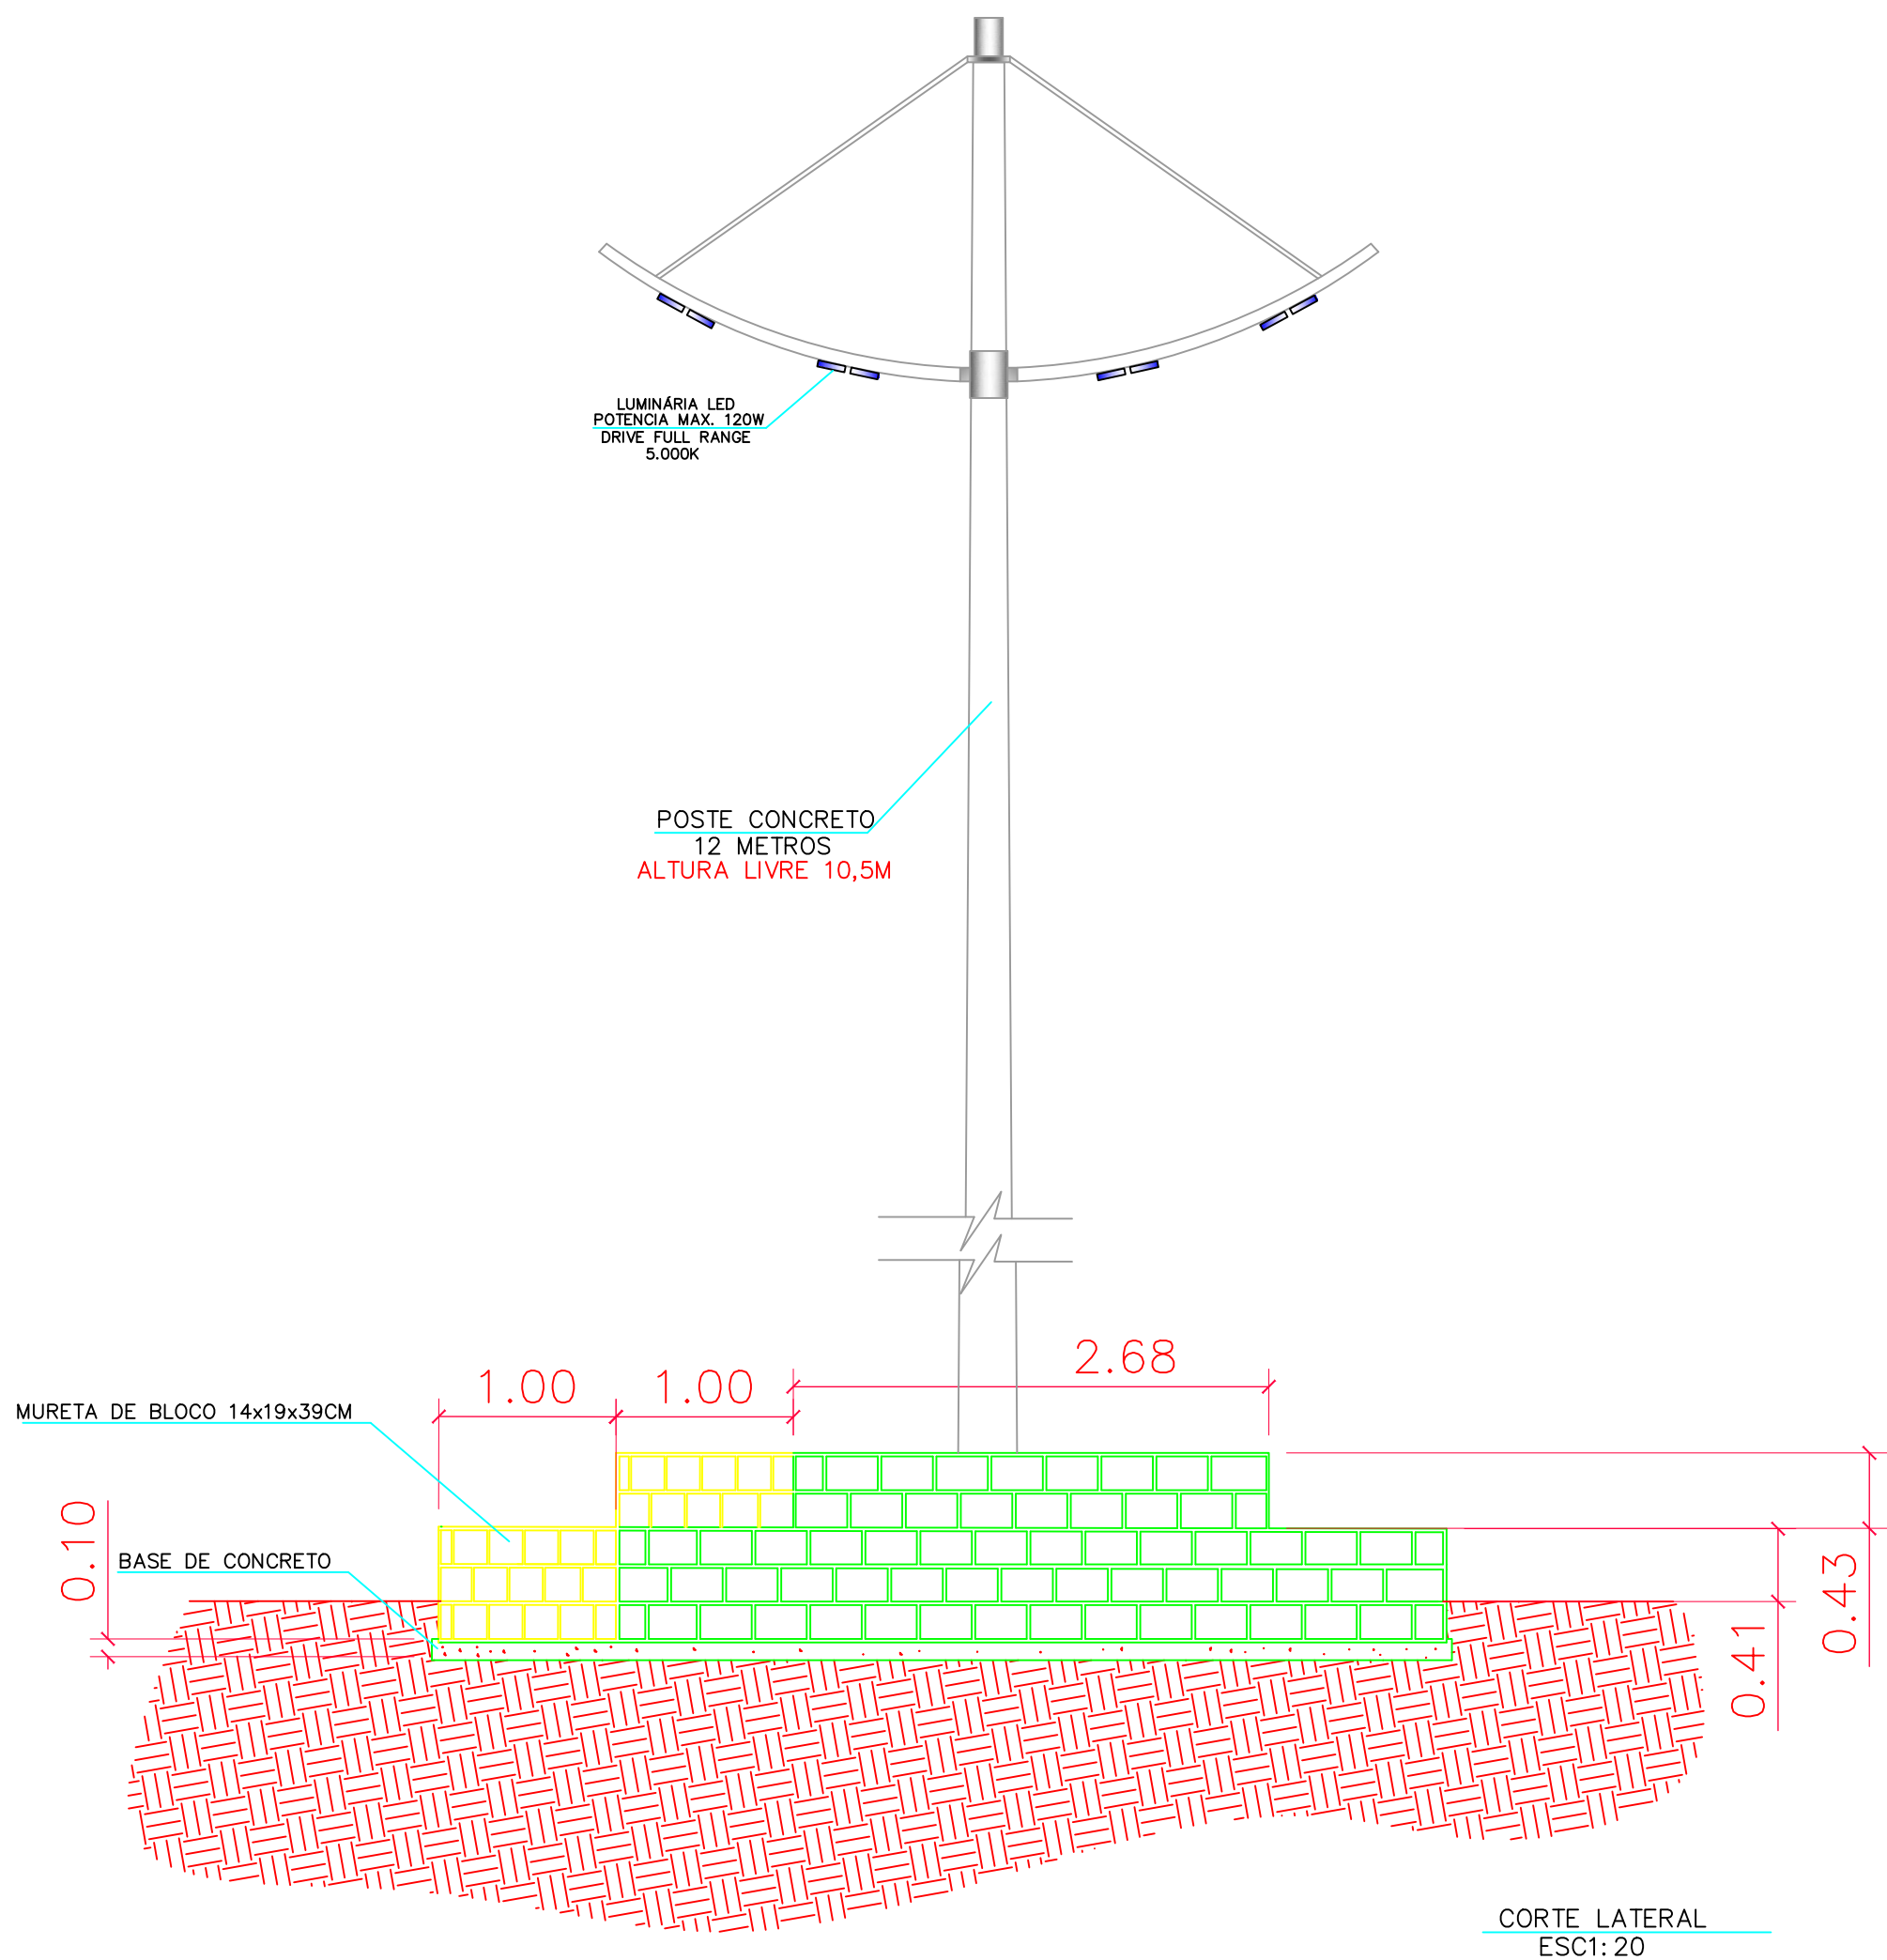 LUMINÁRIA LED
POTENCIA MAX. 120W
DRIVE FULL RANGE
5.000K
POSTE CONCRETO
12 METROS
ALTURA LIVRE 10,5M
2.68
1.00
1.00
MURETA DE BLOCO 14x19x39CM
0.10
BASE DE CONCRETO
0.43
0.41
CORTE LATERAL
ESC1:20